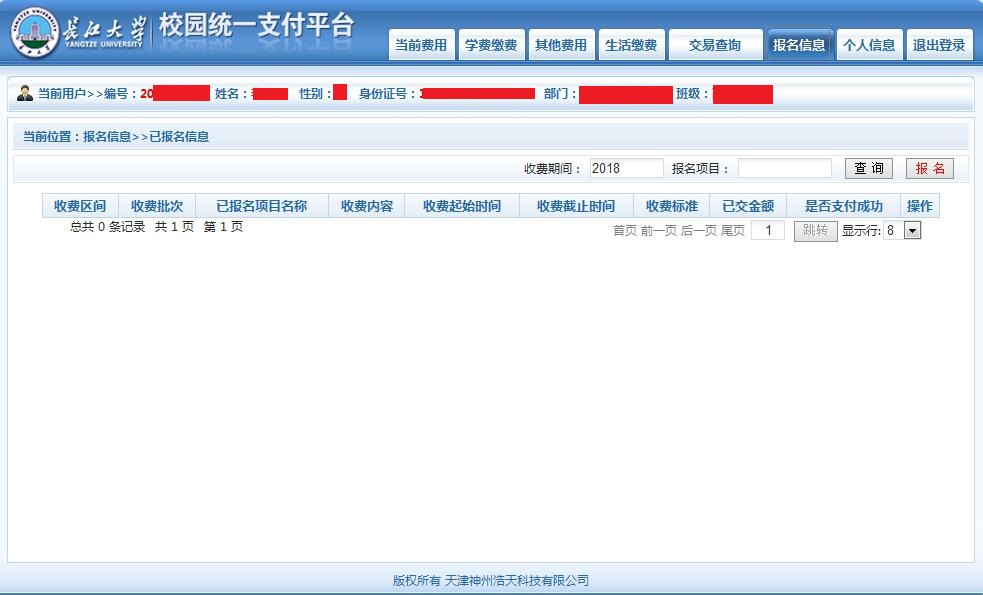 长江大学
YANGTZE UNIVERSITY
校园统一支付平台
当前费用 学费缴费 其他费用 生活缴费 交易查询 报名信息 个人信息 退出登录
当前用户>>编号：20 姓名： 性别： 身份证号： 部门： 班级：
当前位置：报名信息>>已报名信息
收费期间： 2018 报名项目： 查 询 报 名
收费区间 收费批次 已报名项目名称 收费内容 收费起始时间 收费截止时间 收费标准 已交金额 是否支付成功 操作
总共 0 条记录 共 1 页 第 1 页 首页 前一页 后一页 尾页 1 跳转 显示行: 8
版权所有 天津神州浩天科技有限公司